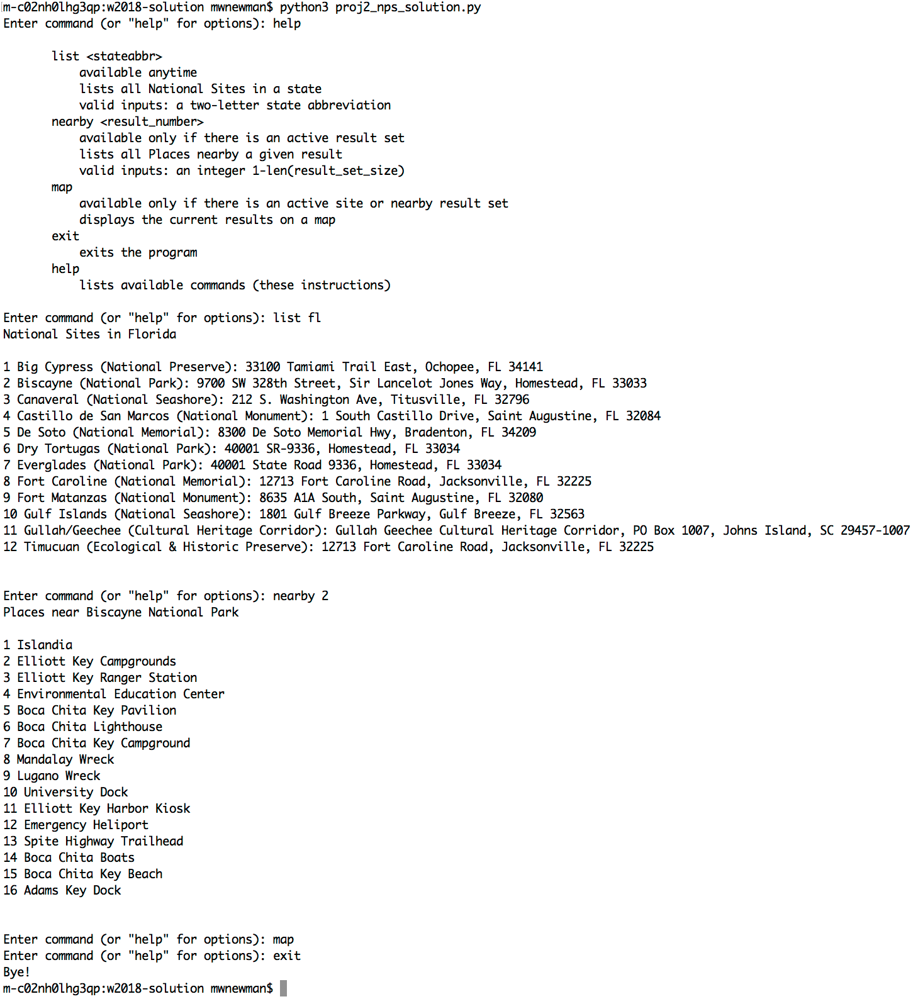 m-c02nh0lhg3qp:w2018-solution mwnewman$ python3 proj2_nps_solution.py
Enter command (or "help" for options): help
list <stateabbr>
available anytime
lists all National Sites in a state
valid inputs: a two-letter state abbreviation
nearby <result_number>
available only if there is an active result set
lists all Places nearby a given result
valid inputs: an integer 1-len(result_set_size)
map
available only if there is an active site or nearby result set
displays the current results on a map
exit
exits the program
help
lists available commands (these instructions)
Enter command (or "help" for options): list fl
National Sites in Florida
1 Big Cypress (National Preserve): 33100 Tamiami Trail East, Ochopee, FL 34141
2 Biscayne (National Park): 9700 SW 328th Street, Sir Lancelot Jones Way, Homestead, FL 33033
3 Canaveral (National Seashore): 212 S. Washington Ave, Titusville, FL 32796
4 Castillo de San Marcos (National Monument): 1 South Castillo Drive, Saint Augustine, FL 32084
5 De Soto (National Memorial): 8300 De Soto Memorial Hwy, Bradenton, FL 34209
6 Dry Tortugas (National Park): 40001 SR-9336, Homestead, FL 33034
7 Everglades (National Park): 40001 State Road 9336, Homestead, FL 33034
8 Fort Caroline (National Memorial): 12713 Fort Caroline Road, Jacksonville, FL 32225
9 Fort Matanzas (National Monument): 8635 A1A South, Saint Augustine, FL 32080
10 Gulf Islands (National Seashore): 1801 Gulf Breeze Parkway, Gulf Breeze, FL 32563
11 Gullah/Geechee (Cultural Heritage Corridor): Gullah Geechee Cultural Heritage Corridor, PO Box 1007, Johns Island, SC 29457-1007
12 Timucuan (Ecological & Historic Preserve): 12713 Fort Caroline Road, Jacksonville, FL 32225
Enter command (or "help" for options): nearby 2
Places near Biscayne National Park
1 Islandia
2 Elliott Key Campgrounds
3 Elliott Key Ranger Station
4 Environmental Education Center
5 Boca Chita Key Pavilion
6 Boca Chita Lighthouse
7 Boca Chita Key Campground
8 Mandalay Wreck
9 Lugano Wreck
10 University Dock
11 Elliott Key Harbor Kiosk
12 Emergency Heliport
13 Spite Highway Trailhead
14 Boca Chita Boats
15 Boca Chita Key Beach
16 Adams Key Dock
Enter command (or "help" for options): map
Enter command (or "help" for options): exit
Bye!
m-c02nh0lhg3qp:w2018-solution mwnewman$